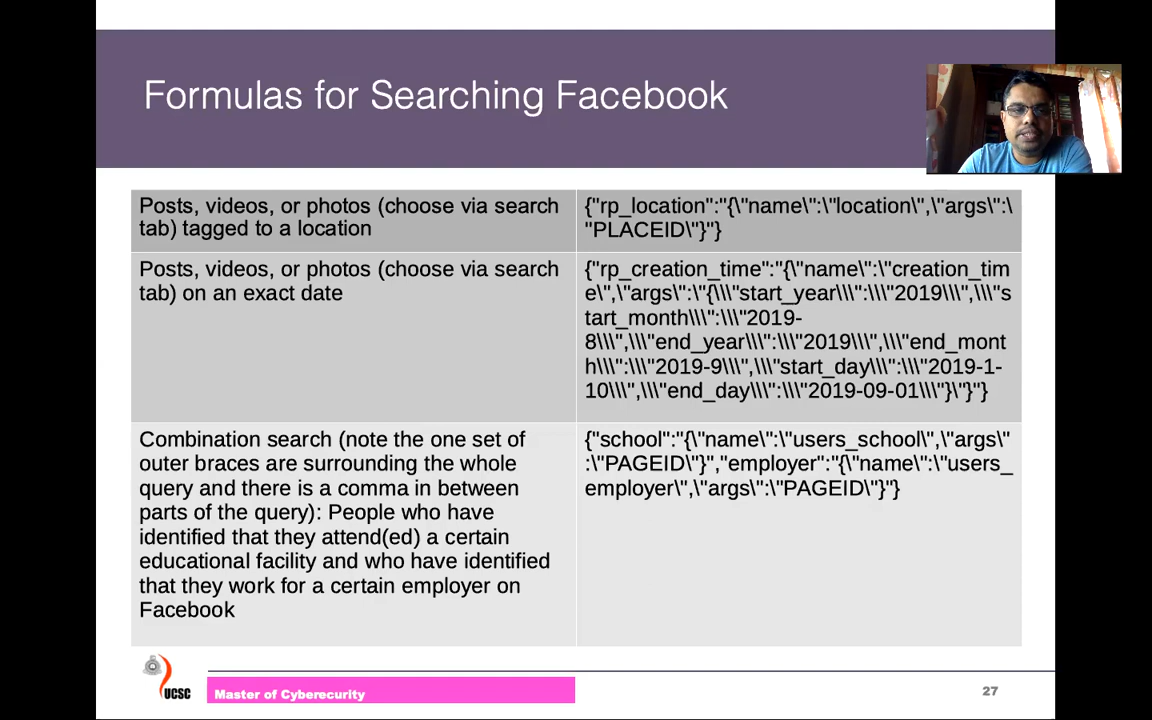 Formulas for Searching Facebook
Posts, videos, or photos (choose via search
tab) tagged to a location
{"rp_location":"{\"name\":\"location\",\"args\":\
"PLACEID\"}"}
Posts, videos, or photos (choose via search
tab) on an exact date
{"rp_creation_time":"{\"name\":\"creation_tim
e\",\"args\":\"{\\\"start_year\\\":\\\"2019\\\",\\\"s
tart_month\\\":\\\"2019-
8\\\",\\\"end_year\\\":\\\"2019\\\",\\\"end_mont
h\\\":\\\"2019-9\\\",\\\"start_day\\\":\\\"2019-1-
10\\\",\\\"end_day\\\":\\\"2019-09-01\\\"}\"}"}
Combination search (note the one set of
outer braces are surrounding the whole
query and there is a comma in between
parts of the query): People who have
identified that they attend(ed) a certain
educational facility and who have identified
that they work for a certain employer on
Facebook
{"school":"{\"name\":\"users_school\",\"args\"
:\"PAGEID\"}","employer":"{\"name\":\"users_
employer\",\"args\":\"PAGEID\"}"}
UCSC
Master of Cyberecurity
27